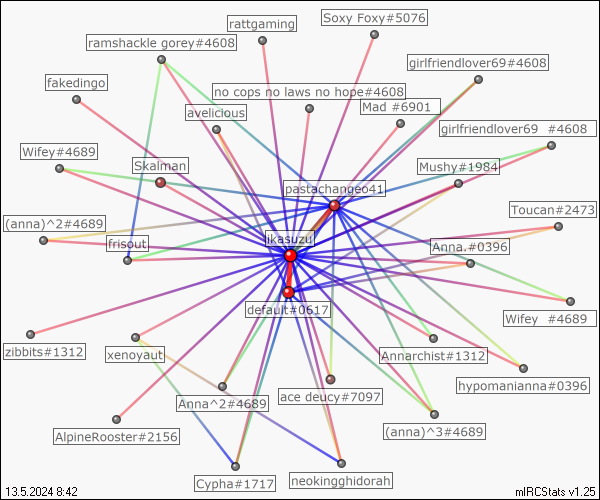 Soxy Foxy#5076
rattgaming
ramshackle gorey#4608
girlfriendlover69#4608
fakedingo
no cops no laws no hope#4608
Mad #6901
avelicious
girlfriendlover69 #4608
Wifey#4689
Skalman
Mushy#1984
pastachangeo41
Toucan#2473
(anna)^2#4689
frisout
ikasuzu
Anna.#0396
default#0617
Wifey #4689
zibbits#1312
xenoyaut
Annarchist#1312
hypomanianna#0396
ace deucy#7097
Anna^2#4689
AlpineRooster#2156
(anna)^3#4689
Cypha#1717
neokingghidorah
13.5.2024 8:42
mIRCStats v1.25